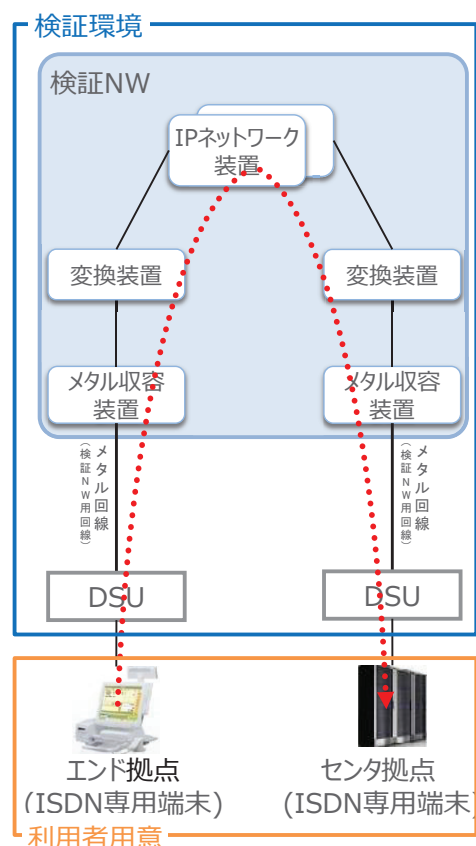 検証環境
検証NW
IPネットワーク
装置
変換装置
変換装置
メタル収容
装置
メタル収容
装置
メタル回線
（検証NW用回線）
メタル回線
（検証NW用回線）
DSU
DSU
エンド拠点
(ISDN専用端末)
センタ拠点
(ISDN専用端末)
利用者用意